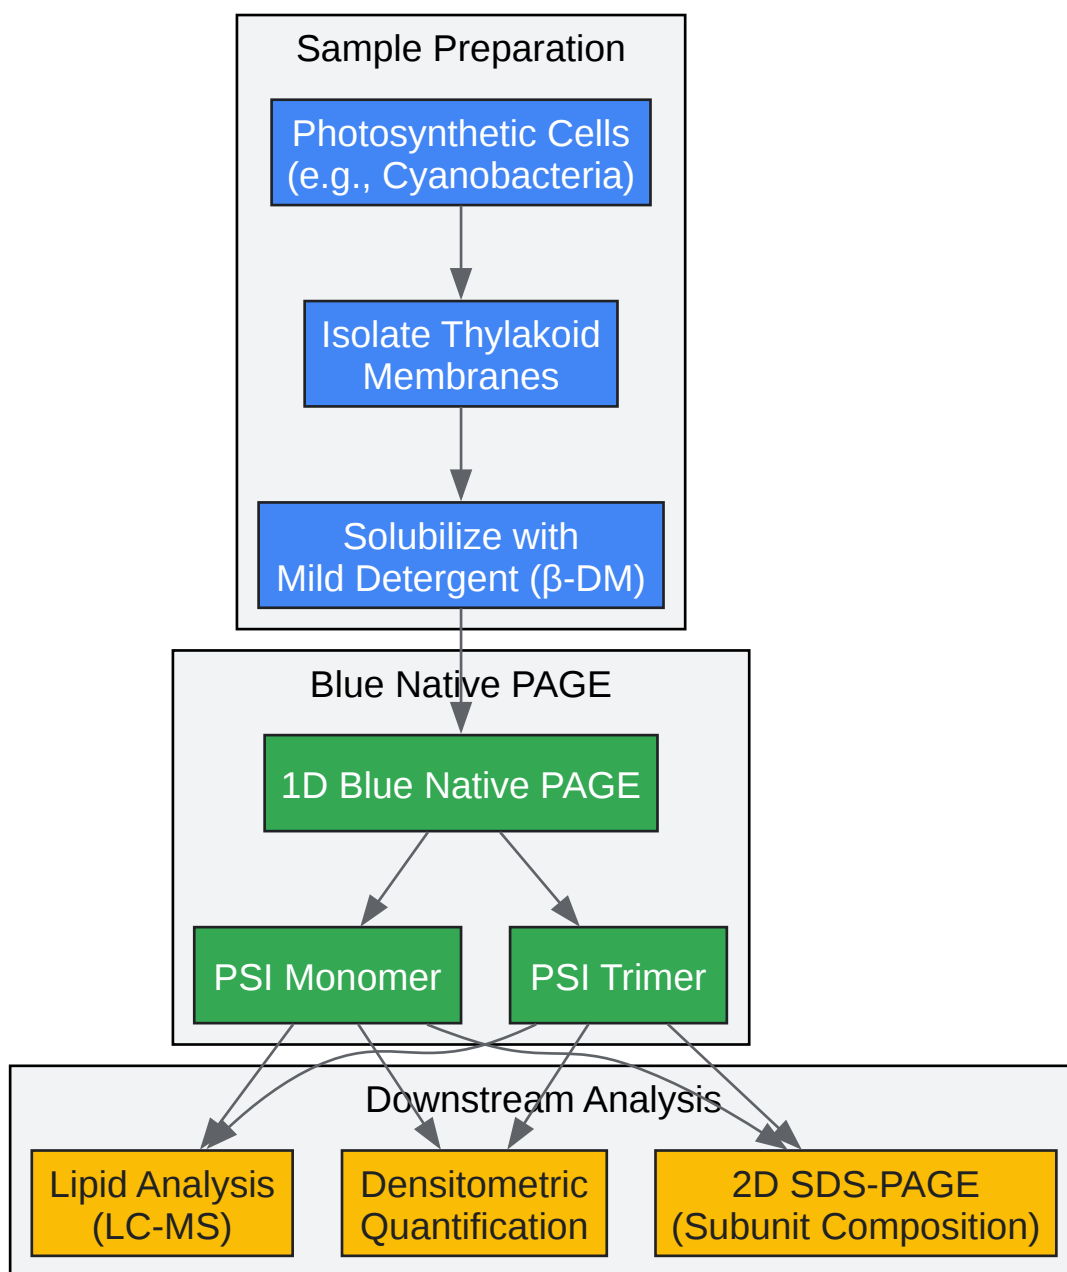 Sample Preparation
Photosynthetic Cells
(e.g., Cyanobacteria)
Isolate Thylakoid
Membranes
Solubilize with
Mild Detergent (β-DM)
Blue Native PAGE
1D Blue Native PAGE
PSI Monomer
PSI Trimer
Downstream Analysis
Lipid Analysis
(LC-MS)
Densitometric
Quantification
2D SDS-PAGE
(Subunit Composition)